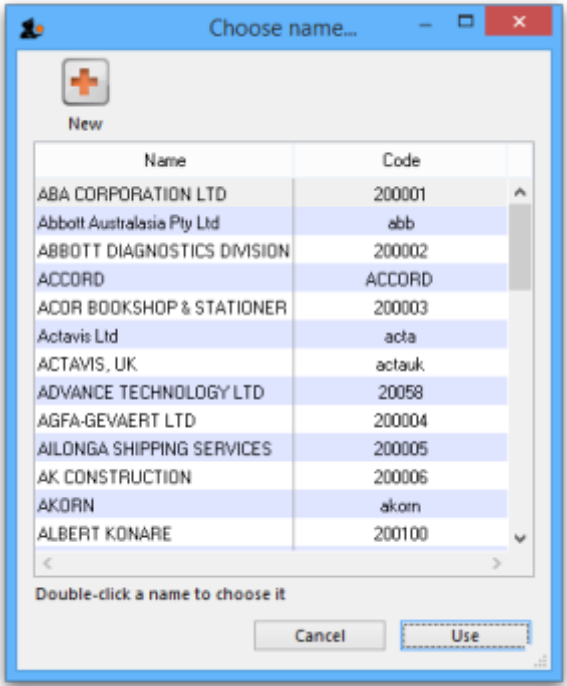 Choose name...
New
Name Code
ABA CORPORATION LTD 200001
Abbott Australasia Pty Ltd abb
ABBOTT DIAGNOSTICS DIVISION 200002
ACCORD ACCORD
ACOR BOOKSHOP & STATIONER 200003
Actavis Ltd acta
ACTAVIS, UK actauk
ADVANCE TECHNOLOGY LTD 20058
AGFA-GEVAERT LTD 200004
AILONGA SHIPPING SERVICES 200005
AK CONSTRUCTION 200006
AKORN akorn
ALBERT KONARE 200100
Double-click a name to choose it
Cancel Use